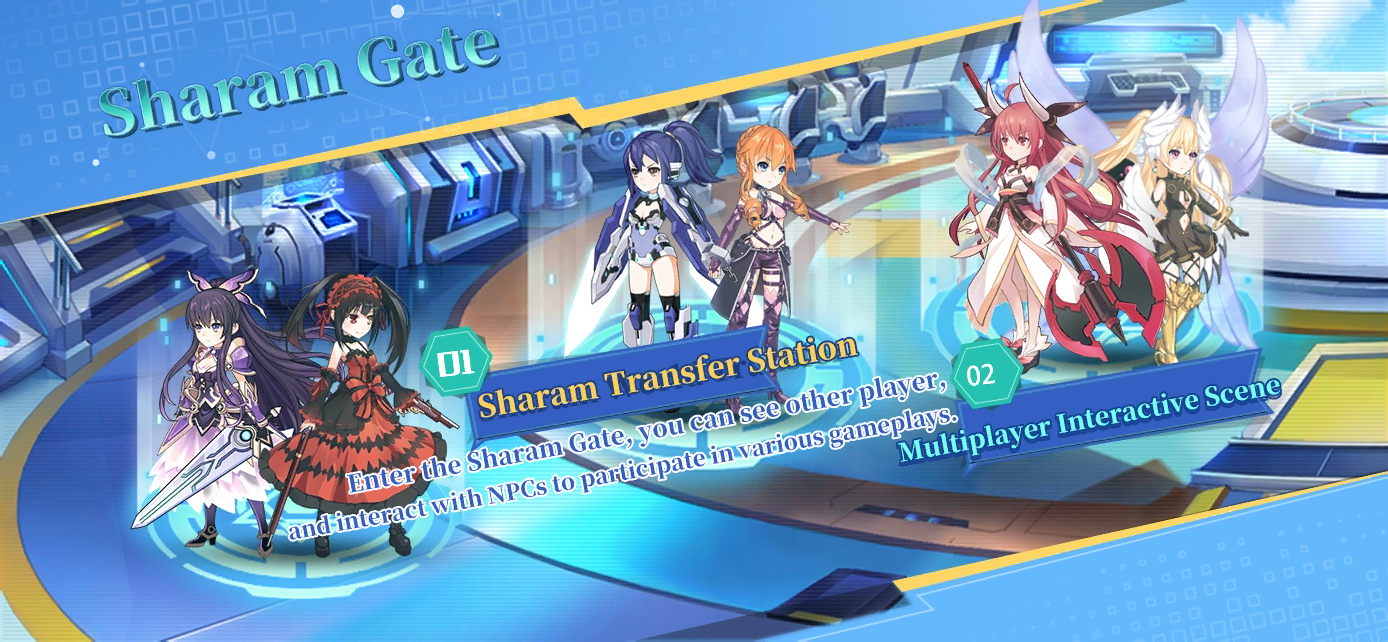 Sharam Gate
01
Sharam Transfer Station
Enter the Sharam Gate, you can see other player,
and interact with NPCs to participate in various gameplays.
02
Multiplayer Interactive Scene